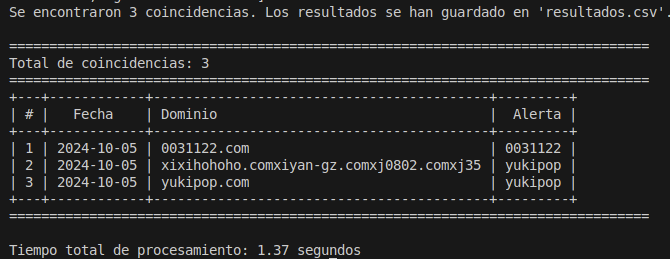 Se encontraron 3 coincidencias. Los resultados se han guardado en 'resultados.csv'.
================================================================================
Total de coincidencias: 3
================================================================================
+---+------------+------------------------------------------+---------+
| # |   Fecha    | Dominio                                  |  Alerta |
+---+------------+------------------------------------------+---------+
| 1 | 2024-10-05 | 0031122.com                              | 0031122 |
| 2 | 2024-10-05 | xixihohoho.comxiyan-gz.comxj0802.comxj35 | yukipop |
| 3 | 2024-10-05 | yukipop.com                              | yukipop |
+---+------------+------------------------------------------+---------+
================================================================================
Tiempo total de procesamiento: 1.37 segundos